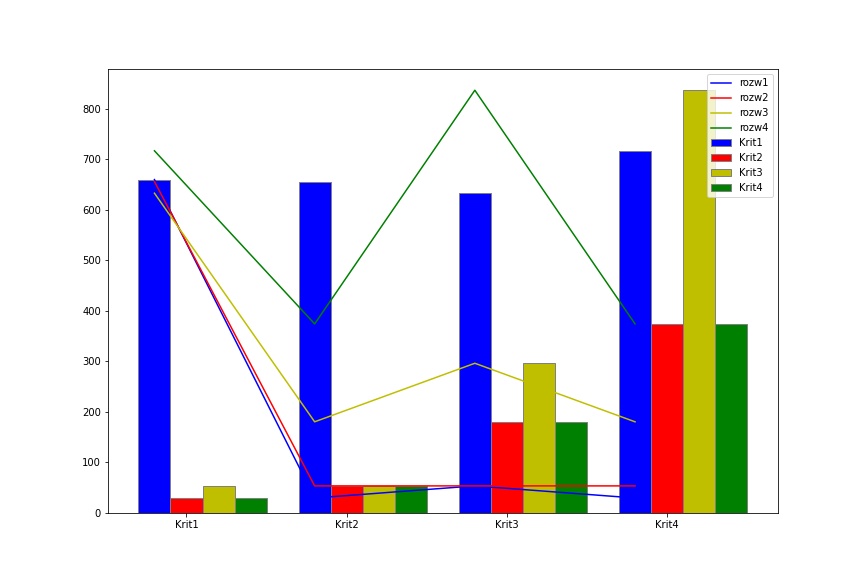 800
700
600
500
400
300
200
100
0
Krit1 Krit2 Krit3 Krit4
rozw1
rozw2
rozw3
rozw4
Krit1
Krit2
Krit3
Krit4